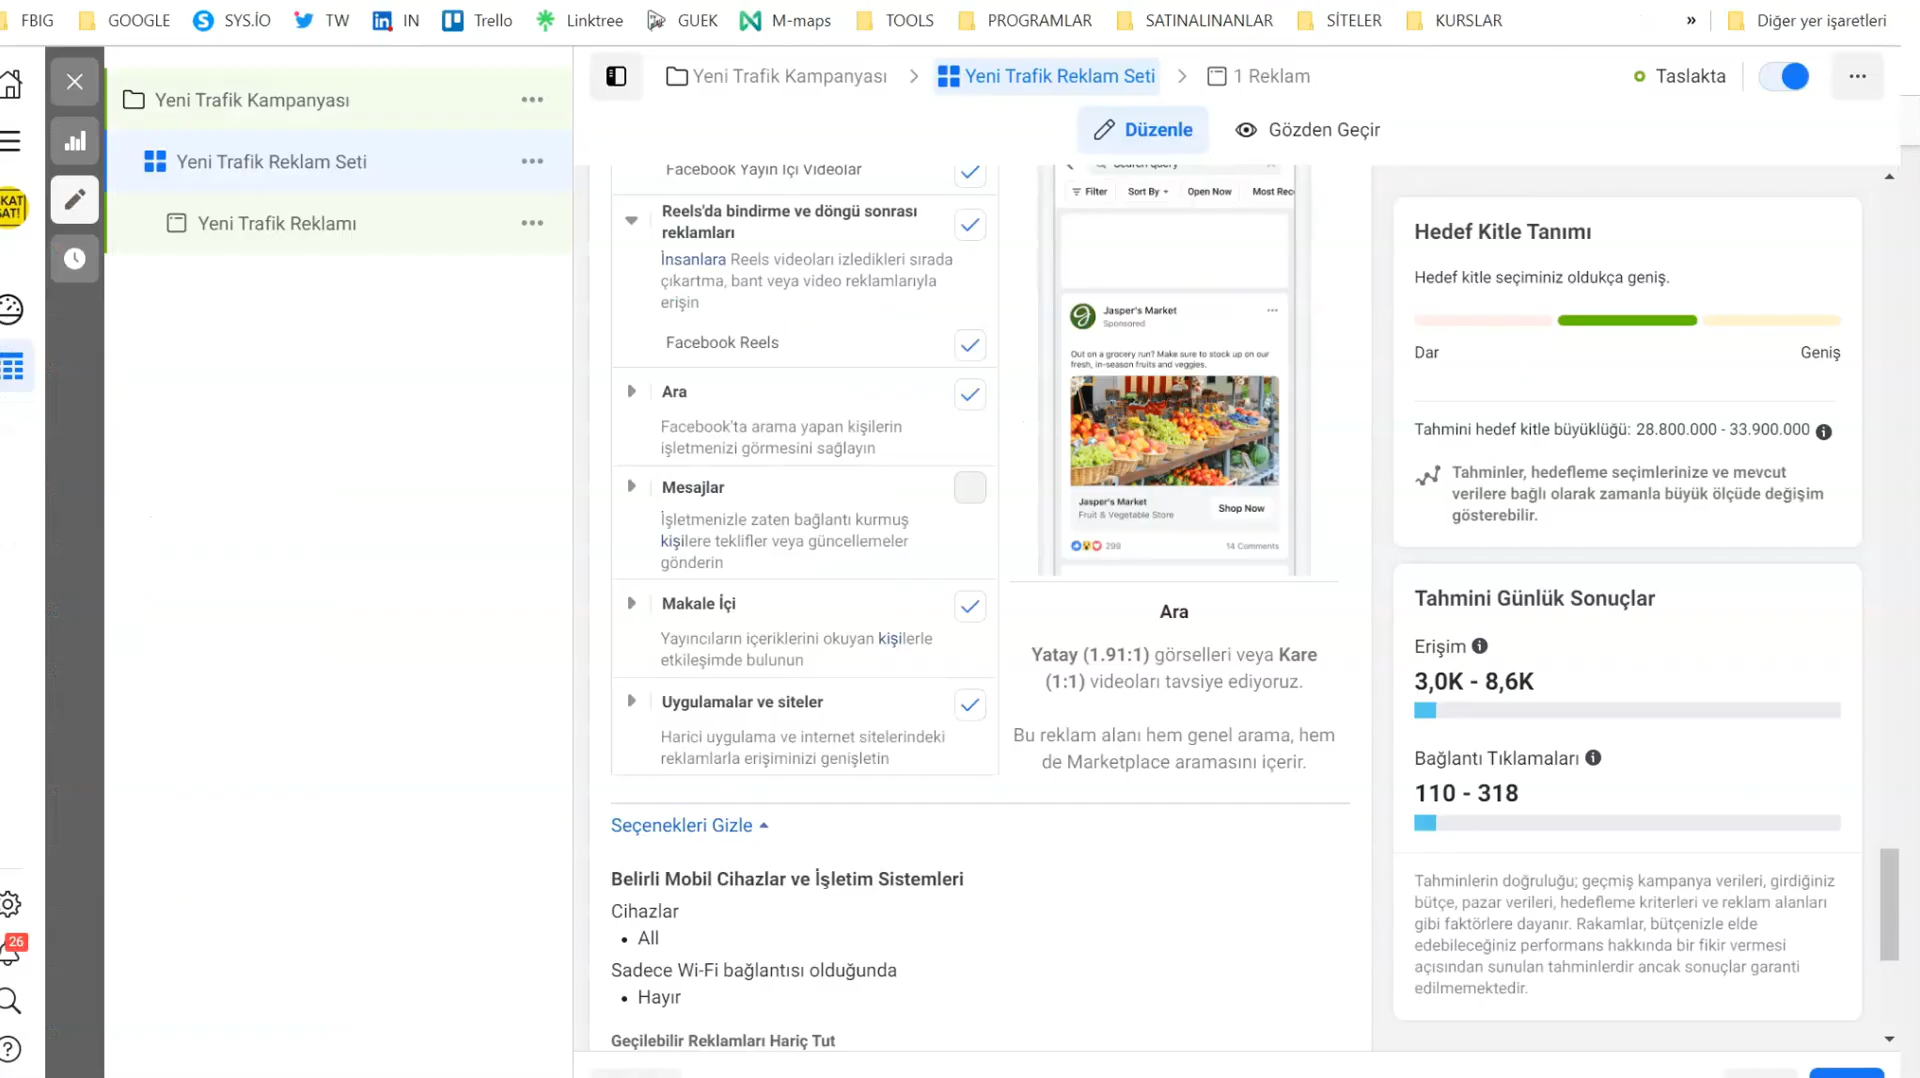 FBIG
GOOGLE
SYS.İO
TW
IN
Trello
Linktree
GUEK
M-maps
TOOLS
PROGRAMLAR
SATINALINANLAR
SİTELER
KURSLAR
»
Diğer yer işaretleri
Yeni Trafik Kampanyası
Yeni Trafik Reklam Seti
Yeni Trafik Reklamı
26
Yeni Trafik Kampanyası > Yeni Trafik Reklam Seti > 1 Reklam
Taslakta
Düzenle
Gözden Geçir
Facebook Yayın İçi Videolar
Reels'da bindirme ve döngü sonrası
reklamları
İnsanlara Reels videoları izledikleri sırada
çıkartma, bant veya video reklamlarıyla
erişin
Facebook Reels
Ara
Facebook'ta arama yapan kişilerin
işletmenizi görmesini sağlayın
Mesajlar
İşletmenizle zaten bağlantı kurmuş
kişilere teklifler veya güncellemeler
gönderin
Makale İçi
Yayıncıların içeriklerini okuyan kişilerle
etkileşimde bulunun
Uygulamalar ve siteler
Harici uygulama ve internet sitelerindeki
reklamlarla erişiminizi genişletin
Search Query
Filter
Sort By
Open Now
Most Rec
Jasper's Market
Sponsored
Out on a grocery run? Make sure to stock up on our
fresh, in-season fruits and veggies.
Jasper's Market
Fruit & Vegetable Store
Shop Now
299
14 Comments
Ara
Yatay (1.91:1) görselleri veya Kare
(1:1) videoları tavsiye ediyoruz.
Bu reklam alanı hem genel arama, hem
de Marketplace aramasını içerir.
Seçenekleri Gizle
Belirli Mobil Cihazlar ve İşletim Sistemleri
Cihazlar
• All
Sadece Wi-Fi bağlantısı olduğunda
• Hayır
Geçilebilir Reklamları Hariç Tut
Hedef Kitle Tanımı
Hedef kitle seçiminiz oldukça geniş.
Dar
Geniş
Tahmini hedef kitle büyüklüğü: 28.800.000 - 33.900.000
Tahminler, hedefleme seçimlerinize ve mevcut
verilere bağlı olarak zamanla büyük ölçüde değişim
gösterebilir.
Tahmini Günlük Sonuçlar
Erişim
3,0K - 8,6K
Bağlantı Tıklamaları
110 - 318
Tahminlerin doğruluğu; geçmiş kampanya verileri, girdiğiniz
bütçe, pazar verileri, hedefleme kriterleri ve reklam alanları
gibi faktörlere dayanır. Rakamlar, bütçenizle elde
edebileceğiniz performans hakkında bir fikir vermesi
açısından sunulan tahminlerdir ancak sonuçlar garanti
edilmemektedir.